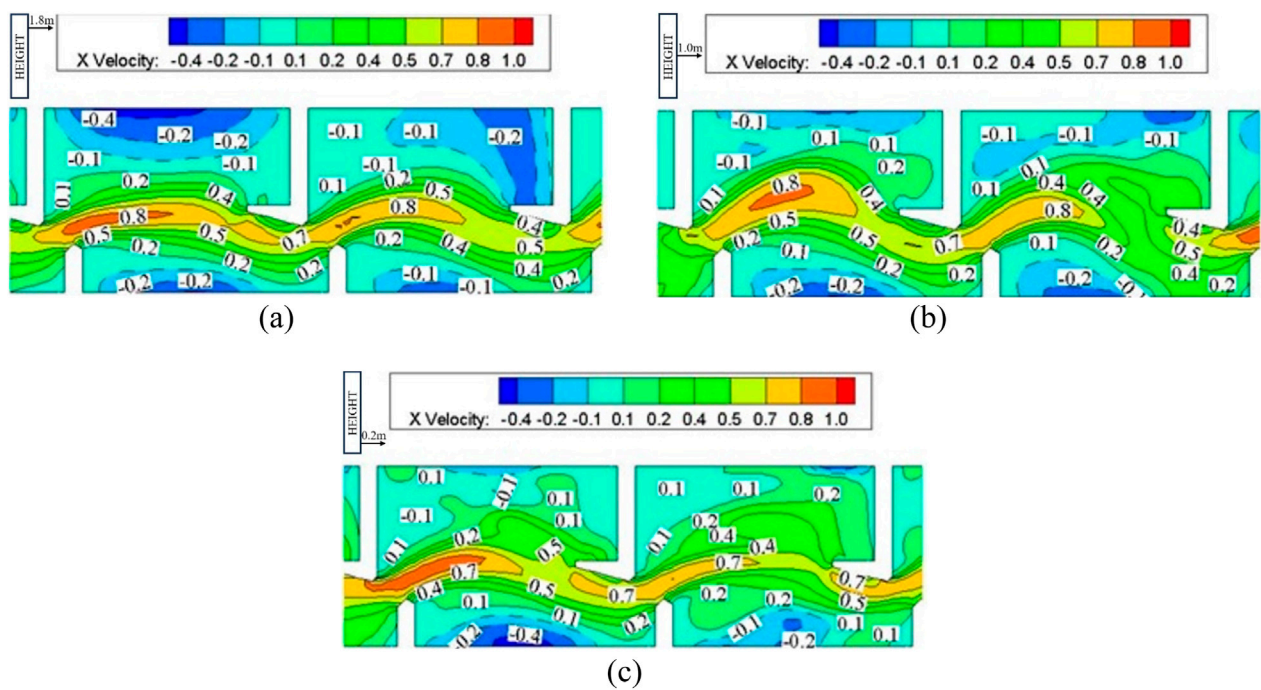 HEIGHT
1.8m
X Velocity: -0.4 -0.2 -0.1 0.1 0.2 0.4 0.5 0.7 0.8 1.0
-0.4
-0.2 -0.2
-0.1 -0.1
0.1 0.2 0.4
0.8
0.5 0.5 0.7
0.2 0.2 0.2
-0.2 -0.2
-0.1 -0.1 -0.2
-0.1
0.1 0.2 0.5
0.8 0.4
0.2 0.4 0.5
-0.1 0.4
-0.1 0.2
(a)
HEIGHT
1.0m
X Velocity: -0.4 -0.2 -0.1 0.1 0.2 0.4 0.5 0.7 0.8 1.0
-0.1 0.1
-0.1 0.1
0.2
0.1 0.8 0.4
0.5 0.5 0.7
0.2 0.1 0.2 0.2
-0.2 -0.2
-0.1 -0.1
0.1
0.1 0.4 0.4
0.8 0.4
0.1 0.2 0.5
-0.2 0.4
-0.1 0.2
(b)
HEIGHT
0.2m
X Velocity: -0.4 -0.2 -0.1 0.1 0.2 0.4 0.5 0.7 0.8 1.0
0.1
-0.1 0.1
-0.1 0.1
0.1 0.2 0.5
0.7
0.4 0.5 0.7
0.1 0.1 0.2
-0.2 -0.4
0.1 0.1 0.2
0.2
0.1 0.4 0.4
0.7 0.7
0.2 0.2 0.5
-0.1 0.1
-0.2 0.1
(c)